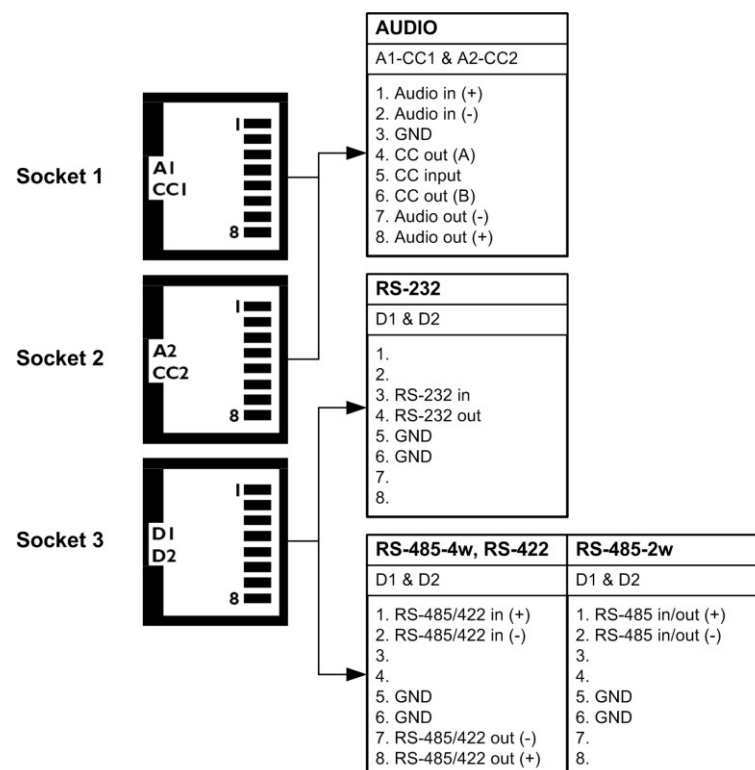 Socket 1
A1
CC1
1
8
Socket 2
A2
CC2
1
8
Socket 3
D1
D2
1
8
AUDIO
A1-CC1 & A2-CC2
1. Audio in (+)
2. Audio in (-)
3. GND
4. CC out (A)
5. CC input
6. CC out (B)
7. Audio out (-)
8. Audio out (+)
RS-232
D1 & D2
1.
2.
3. RS-232 in
4. RS-232 out
5. GND
6. GND
7.
8.
RS-485-4w, RS-422
D1 & D2
1. RS-485/422 in (+)
2. RS-485/422 in (-)
3.
4.
5. GND
6. GND
7. RS-485/422 out (-)
8. RS-485/422 out (+)
RS-485-2w
D1 & D2
1. RS-485 in/out (+)
2. RS-485 in/out (-)
3.
4.
5. GND
6. GND
7.
8.